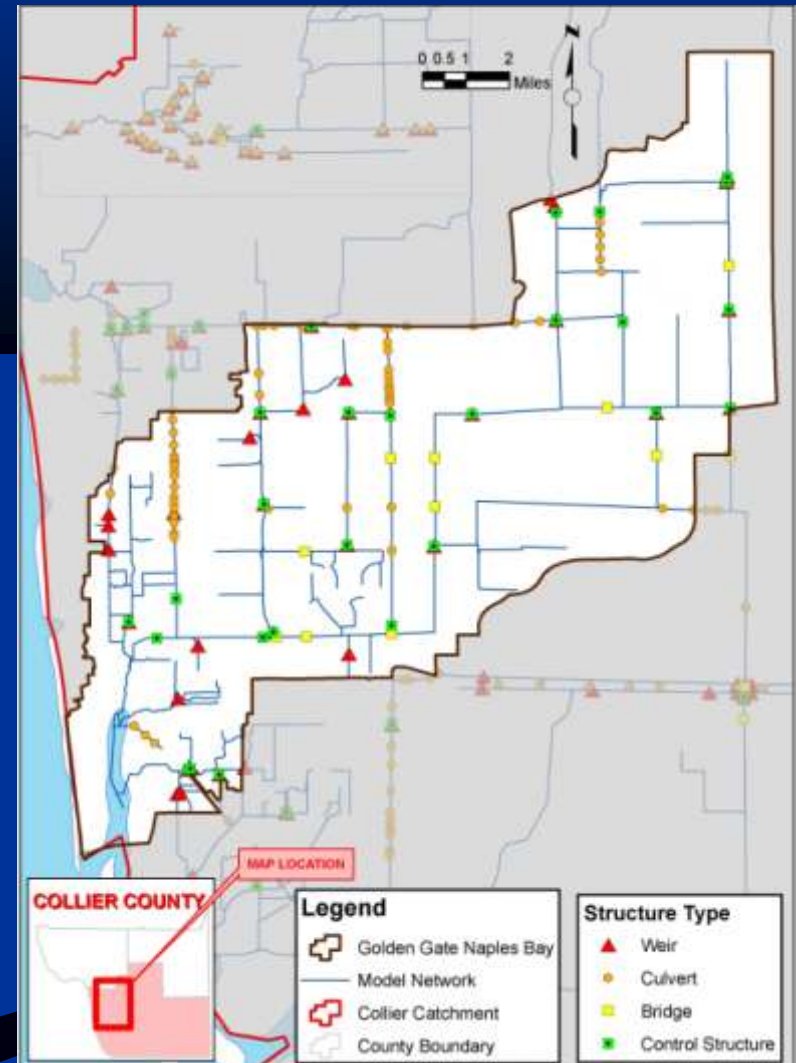 0 0.5 1 2
Miles
N
MAP LOCATION
COLLIER COUNTY
Legend
Golden Gate Naples Bay
Model Network
Collier Catchment
County Boundary
Structure Type
Weir
Culvert
Bridge
Control Structure